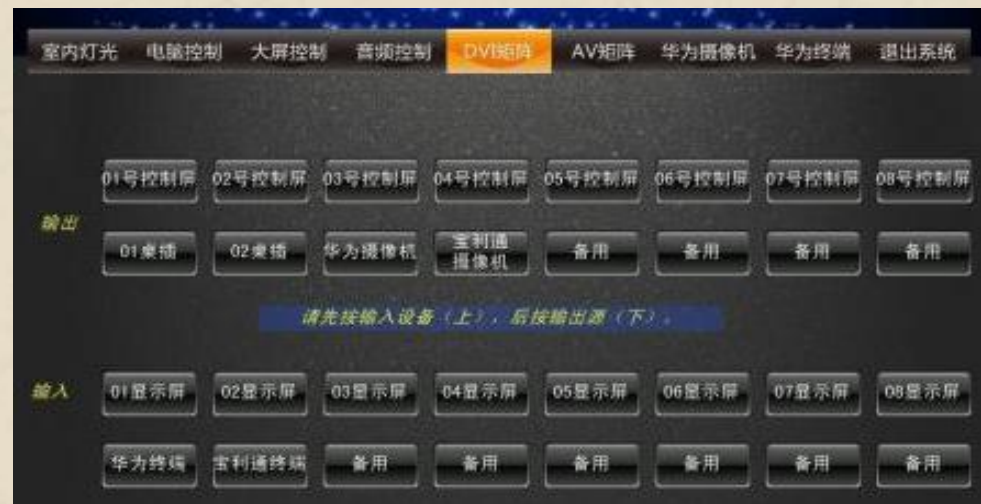 室内灯光 电脑控制 大屏控制 音频控制 DVI矩阵 AV矩阵 华为摄像机 华为终端 退出系统
01号控制屏 02号控制屏 03号控制屏 04号控制屏 05号控制屏 06号控制屏 07号控制屏 08号控制屏
输出
01桌插 02桌插 华为摄像机 宝利通摄像机 备用 备用 备用 备用
请先按输入设备（上），后按输出源（下）。
输入 01显示屏 02显示屏 03显示屏 04显示屏 05显示屏 06显示屏 07显示屏 08显示屏
华为终端 宝利通终端 备用 备用 备用 备用 备用 备用